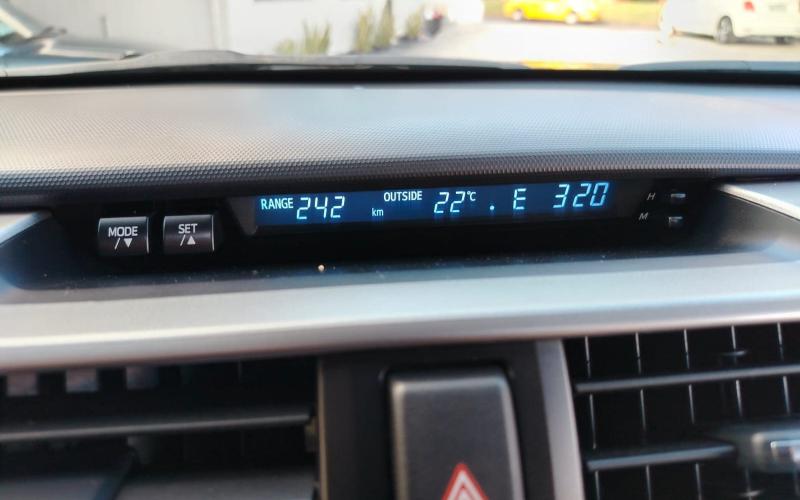 RANGE 242 km OUTSIDE 22°C . E 320
MODE /▼
SET /▲
H
M